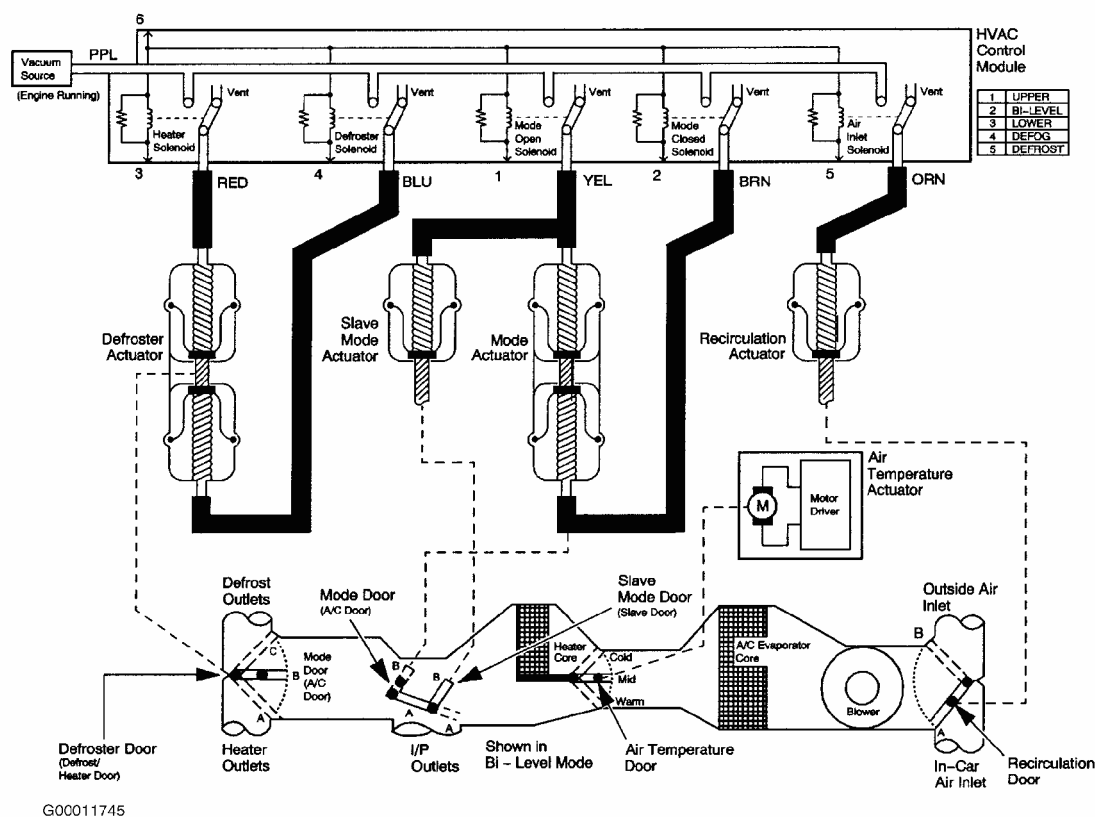 6
HVAC
Control
Module
Vacuum
Source
PPL
(Engine Running)
Vent
Vent
Vent
Vent
Vent
Heater
Solenoid
Defroster
Solenoid
Mode
Open
Solenoid
Mode
Closed
Solenoid
Air
Inlet
Solenoid
1 UPPER
2 BI-LEVEL
3 LOWER
4 DEFOG
5 DEFROST
3 RED
4 BLU
1 YEL
2 BRN
5 ORN
Defroster
Actuator
Slave
Mode
Actuator
Mode
Actuator
Recirculation
Actuator
M
Motor
Driver
Air
Temperature
Actuator
Defrost
Outlets
Mode Door
(A/C Door)
Slave
Mode Door
(Slave Door)
Outside Air
Inlet
C
B
A
Mode
Door
(A/C
Door)
B
B
A
A
Heater
Core
Cold
Mid
Warm
A/C Evaporator
Core
Blower
B
A
Defroster Door
(Defrost/
Heater Door)
Heater
Outlets
I/P
Outlets
Shown in
Bi - Level Mode
Air Temperature
Door
In-Car
Air Inlet
Recirculation
Door
G00011745